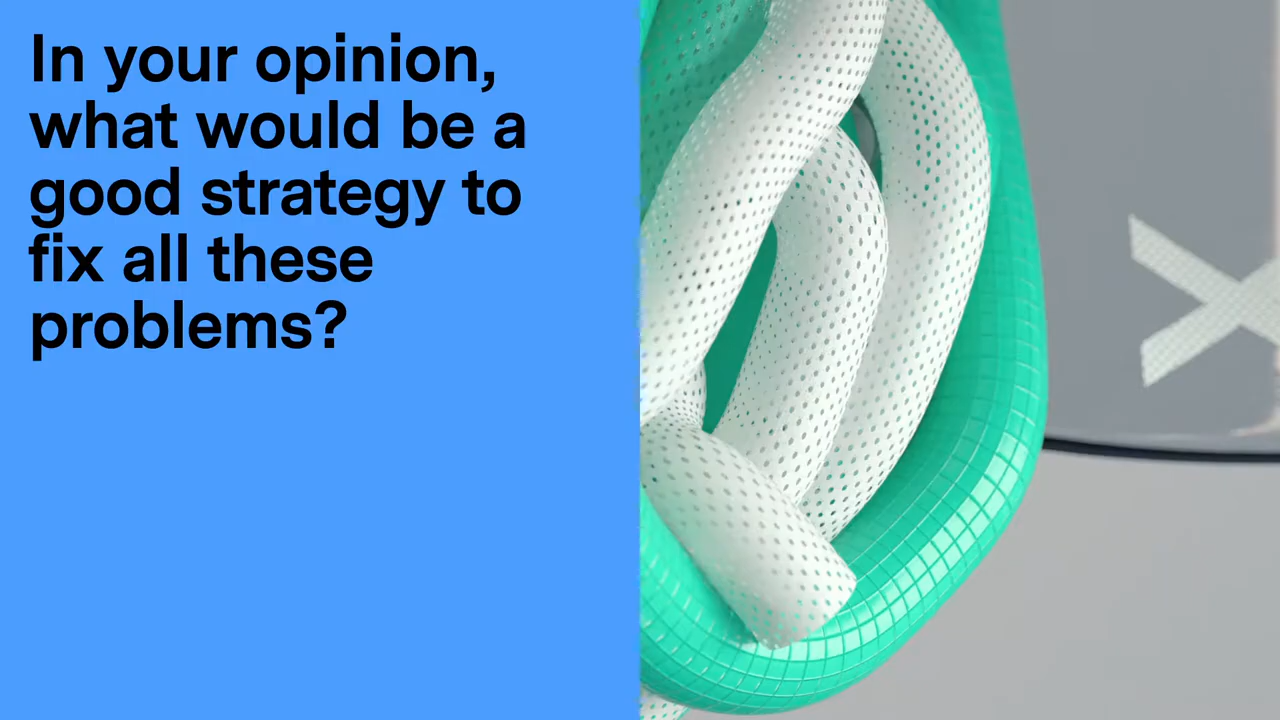 In your opinion,
what would be a
good strategy to
fix all these
problems?